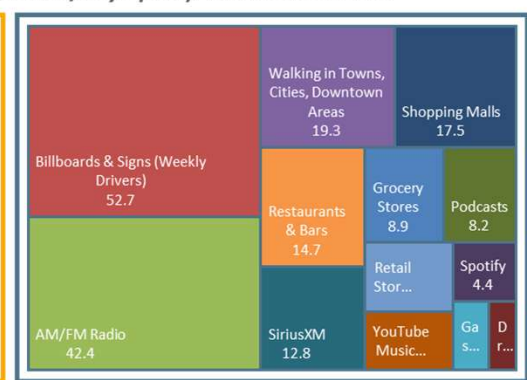 Billboards & Signs (Weekly
Drivers)
52.7
AM/FM Radio
42.4
Walking in Towns,
Cities, Downtown
Areas
19.3
Shopping Malls
17.5
Restaurants
& Bars
14.7
SiriusXM
12.8
Grocery
Stores
8.9
Podcasts
8.2
Retail
Stor...
Spotify
4.4
YouTube
Music...
Ga
s...
D
r...